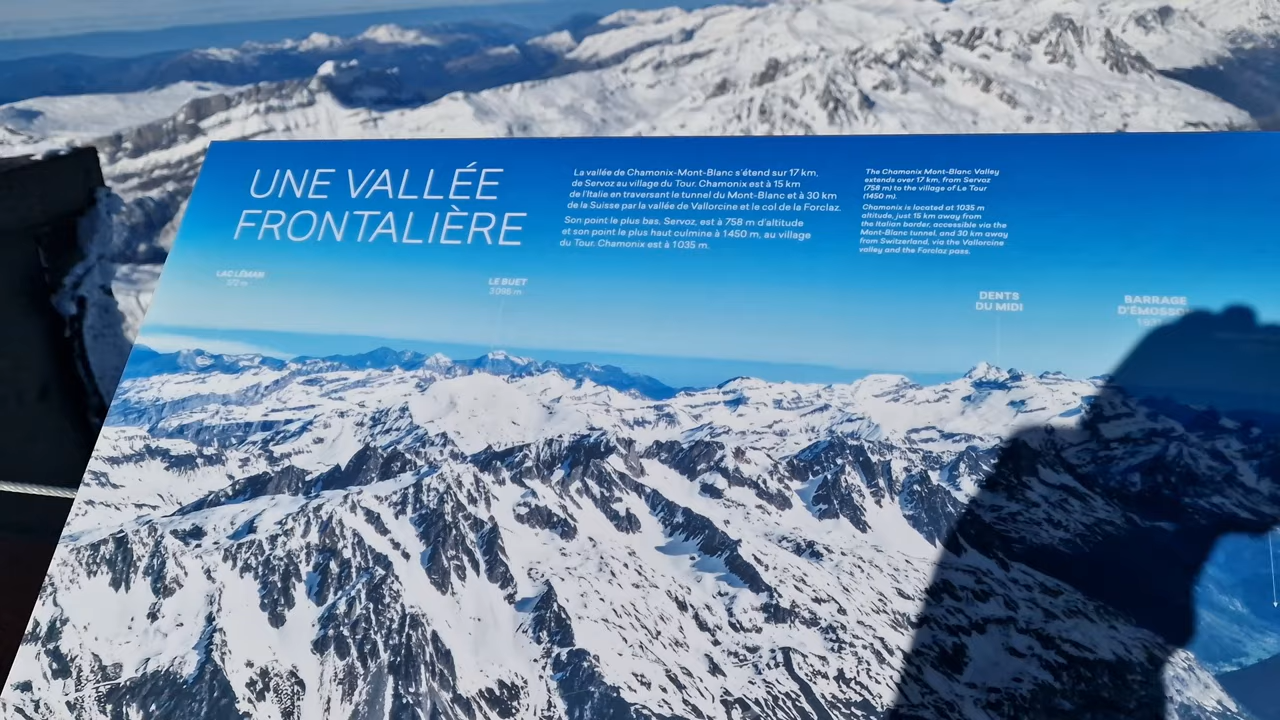 UNE VALLÉE
FRONTALIÈRE
La vallée de Chamonix-Mont-Blanc s'étend sur 17 km,
de Servoz au village du Tour. Chamonix est à 15 km
de l'Italie en traversant le tunnel du Mont-Blanc et à 30 km
de la Suisse par la vallée de Vallorcine et le col de la Forclaz.
Son point le plus bas, Servoz, est à 758 m d'altitude
et son point le plus haut culmine à 1450 m, au village
du Tour. Chamonix est à 1035 m.
The Chamonix Mont-Blanc Valley
extends over 17 km, from Servoz
(758 m) to the village of Le Tour
(1450 m).
Chamonix is located at 1035 m
altitude, just 15 km away from
the Italian border, accessible via the
Mont-Blanc tunnel, and 30 km away
from Switzerland, via the Vallorcine
valley and the Forclaz pass.
LAC LÉMAN
372 m
LE BUET
3096 m
DENTS
DU MIDI
BARRAGE
D'ÉMOSSON